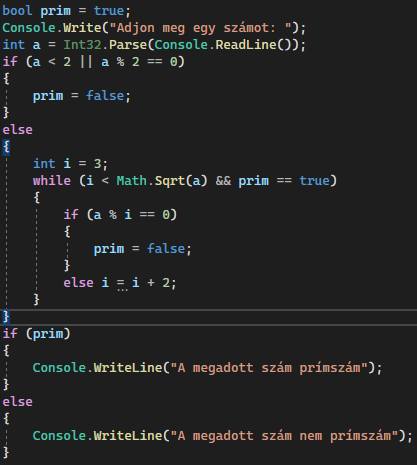 bool prim = true;
Console.Write("Adjon meg egy számot: ");
int a = Int32.Parse(Console.ReadLine());
if (a < 2 || a % 2 == 0)
{
    prim = false;
}
else
{
    int i = 3;
    while (i < Math.Sqrt(a) && prim == true)
    {
        if (a % i == 0)
        {
            prim = false;
        }
        else i = i + 2;
    }
}
if (prim)
{
    Console.WriteLine("A megadott szám prímszám");
}
else
{
    Console.WriteLine("A megadott szám nem prímszám");
}